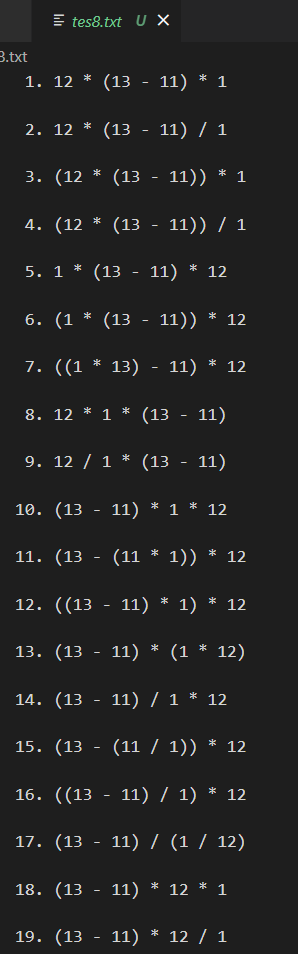 tes8.txt U ×
8.txt
1. 12 * (13 - 11) * 1
2. 12 * (13 - 11) / 1
3. (12 * (13 - 11)) * 1
4. (12 * (13 - 11)) / 1
5. 1 * (13 - 11) * 12
6. (1 * (13 - 11)) * 12
7. ((1 * 13) - 11) * 12
8. 12 * 1 * (13 - 11)
9. 12 / 1 * (13 - 11)
10. (13 - 11) * 1 * 12
11. (13 - (11 * 1)) * 12
12. ((13 - 11) * 1) * 12
13. (13 - 11) * (1 * 12)
14. (13 - 11) / 1 * 12
15. (13 - (11 / 1)) * 12
16. ((13 - 11) / 1) * 12
17. (13 - 11) / (1 / 12)
18. (13 - 11) * 12 * 1
19. (13 - 11) * 12 / 1